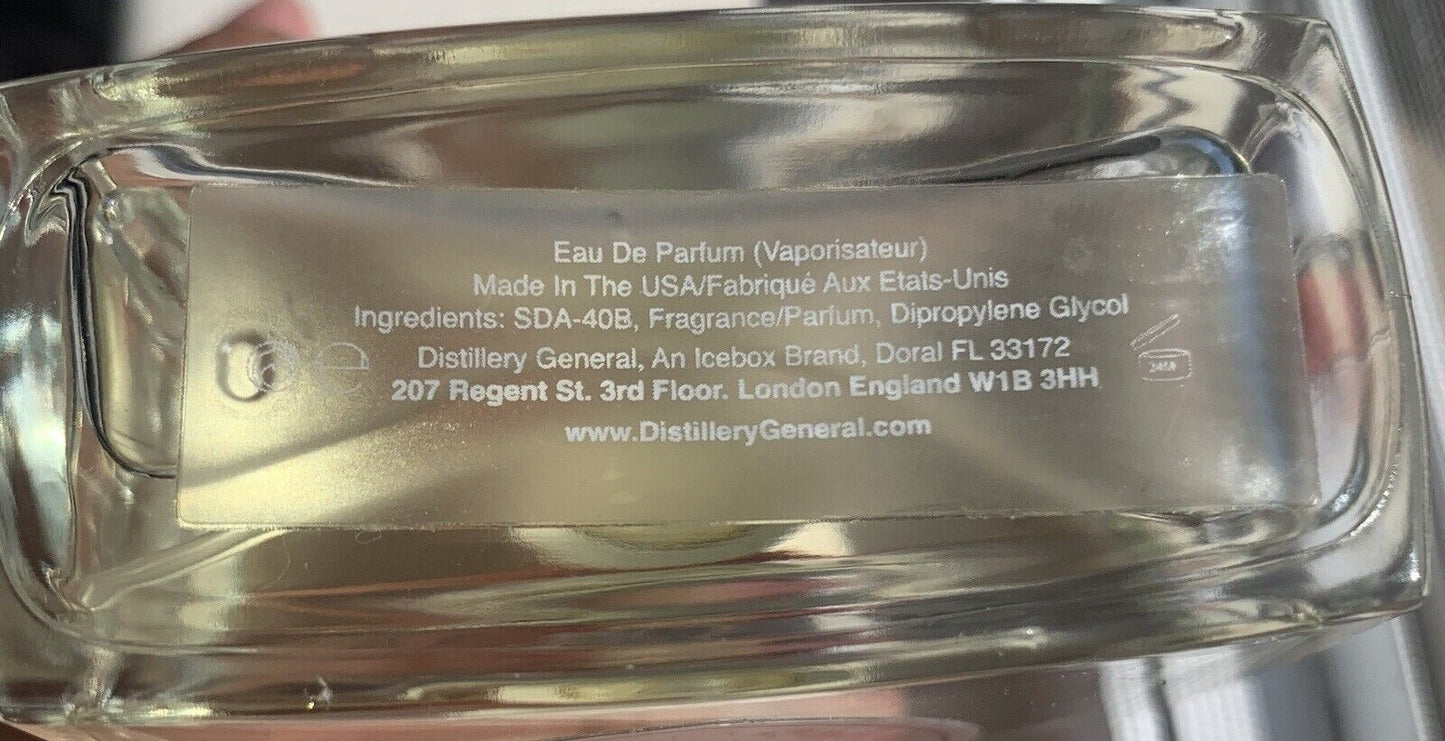 Eau De Parfum (Vaporisateur)
Made In The USA/Fabriqué Aux Etats-Unis
Ingredients: SDA-40B, Fragrance/Parfum, Dipropylene Glycol
Distillery General, An Icebox Brand, Doral FL 33172
207 Regent St. 3rd Floor. London England W1B 3HH
www.DistilleryGeneral.com